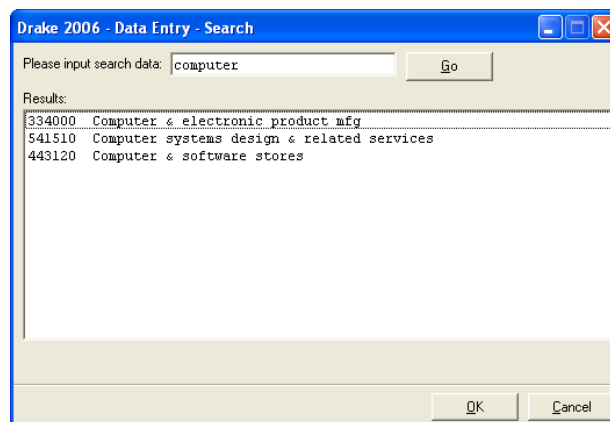 Drake 2006 - Data Entry - Search
Please input search data: computer Go
Results:
334000 Computer & electronic product mfg
541510 Computer systems design & related services
443120 Computer & software stores
OK Cancel